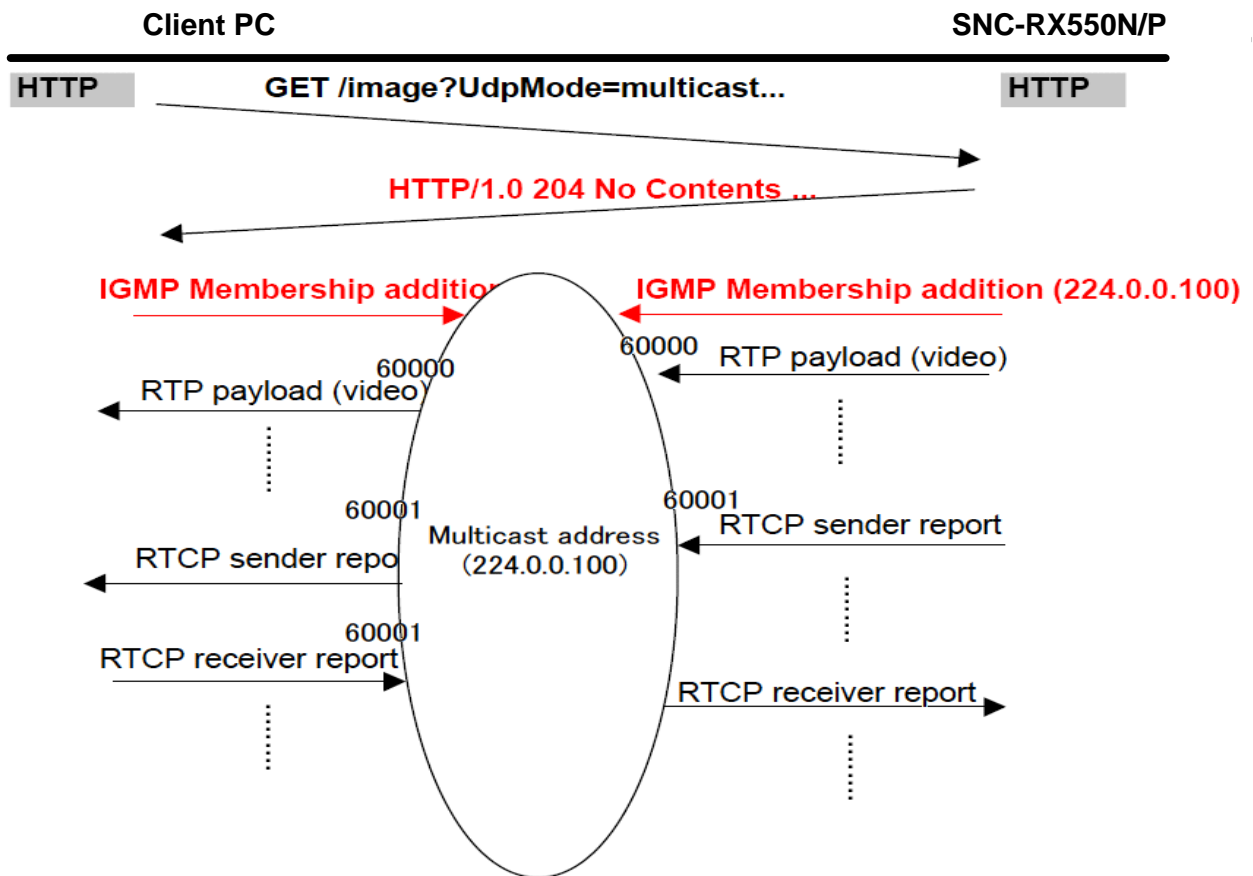 Client PC
SNC-RX550N/P
HTTP
GET /image?UdpMode=multicast...
HTTP
HTTP/1.0 204 No Contents ...
IGMP Membership addition
IGMP Membership addition (224.0.0.100)
60000
RTP payload (video)
60000
RTP payload (video)
60001
RTCP sender repo
60001
RTCP sender report
Multicast address
(224.0.0.100)
60001
RTCP receiver report
RTCP receiver report